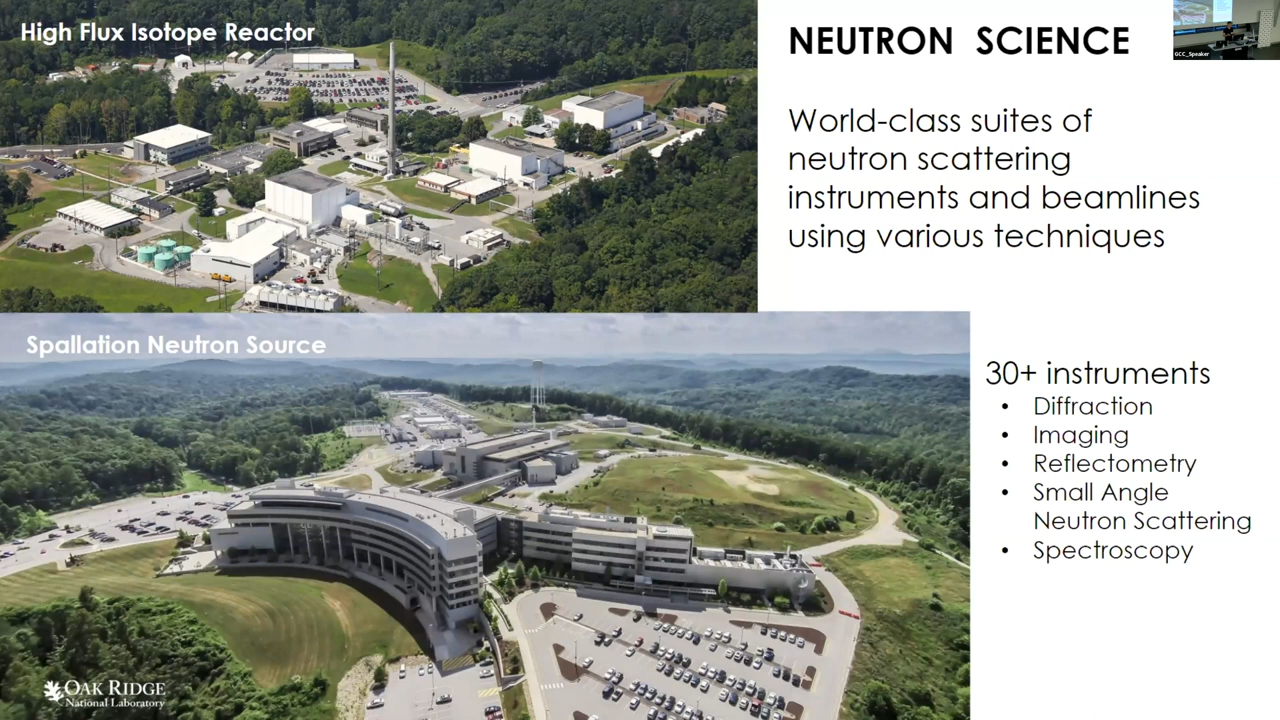 High Flux Isotope Reactor
NEUTRON SCIENCE
GCC_Speaker
World-class suites of
neutron scattering
instruments and beamlines
using various techniques
Spallation Neutron Source
30+ instruments
• Diffraction
• Imaging
• Reflectometry
• Small Angle
Neutron Scattering
• Spectroscopy
OAK RIDGE
National Laboratory